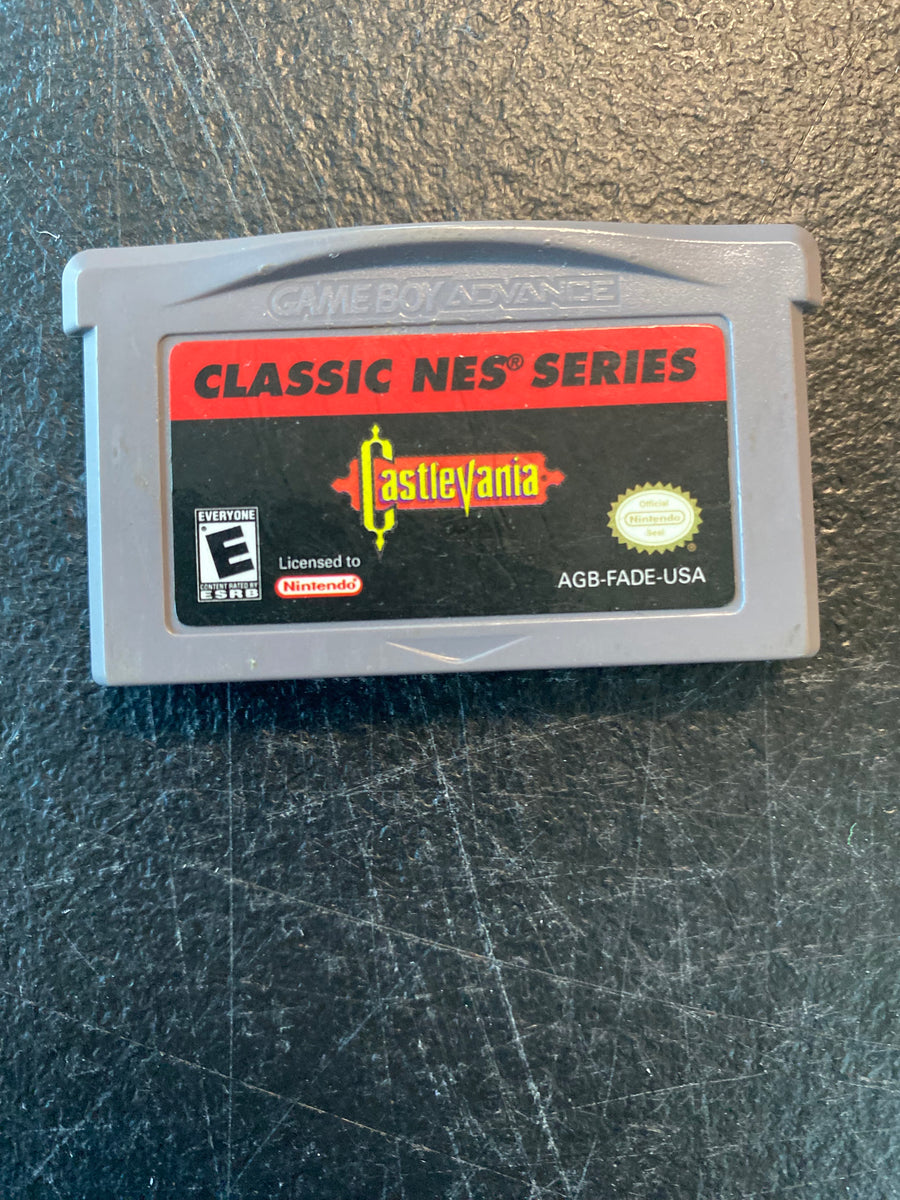 GAME BOY ADVANCE
CLASSIC NES® SERIES
Castlevania
EVERYONE
E
CONTENT RATED BY
ESRB
Licensed to
Nintendo®
Official
Nintendo
Seal
®
AGB-FADE-USA